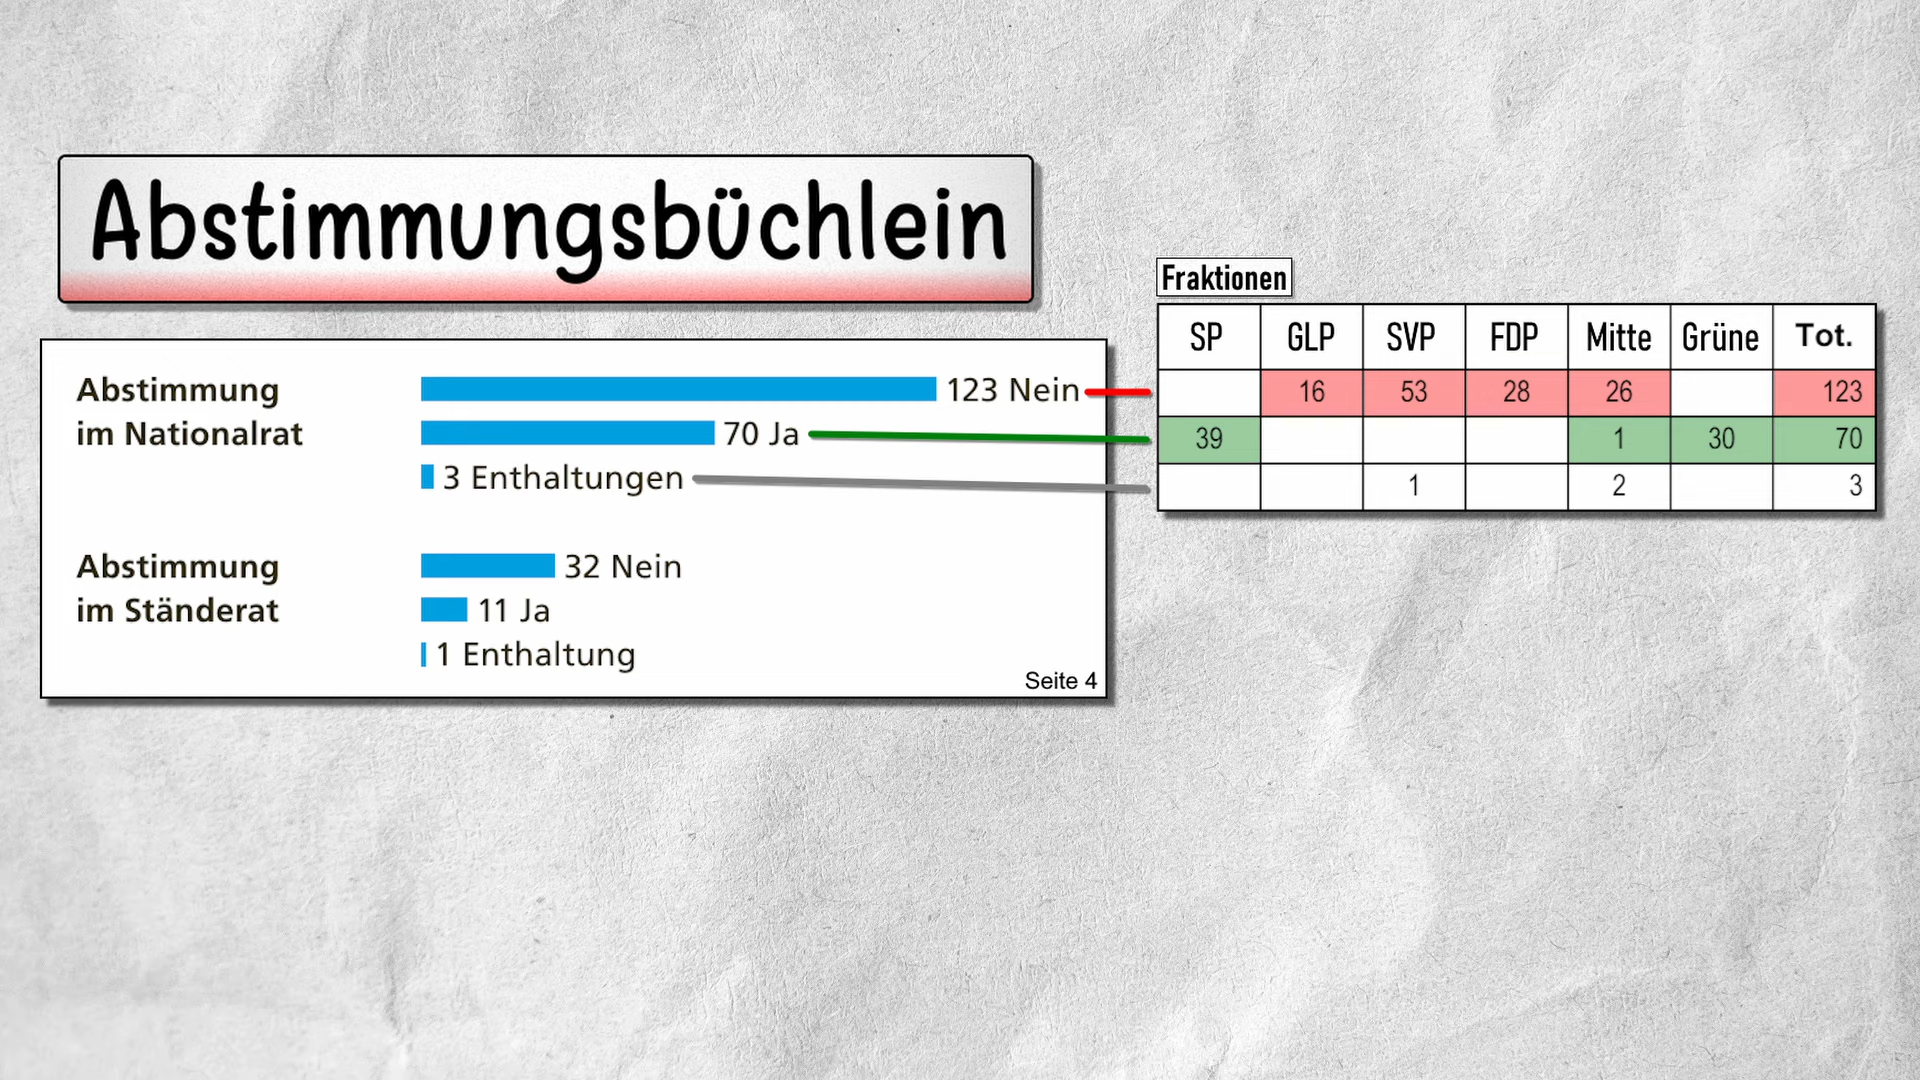 Abstimmungsbüchlein
Abstimmung
im Nationalrat
123 Nein
70 Ja
3 Enthaltungen
Abstimmung
im Ständerat
32 Nein
11 Ja
1 Enthaltung
Seite 4
Fraktionen
SP GLP SVP FDP Mitte Grüne Tot.
16 53 28 26 123
39 1 30 70
1 2 3